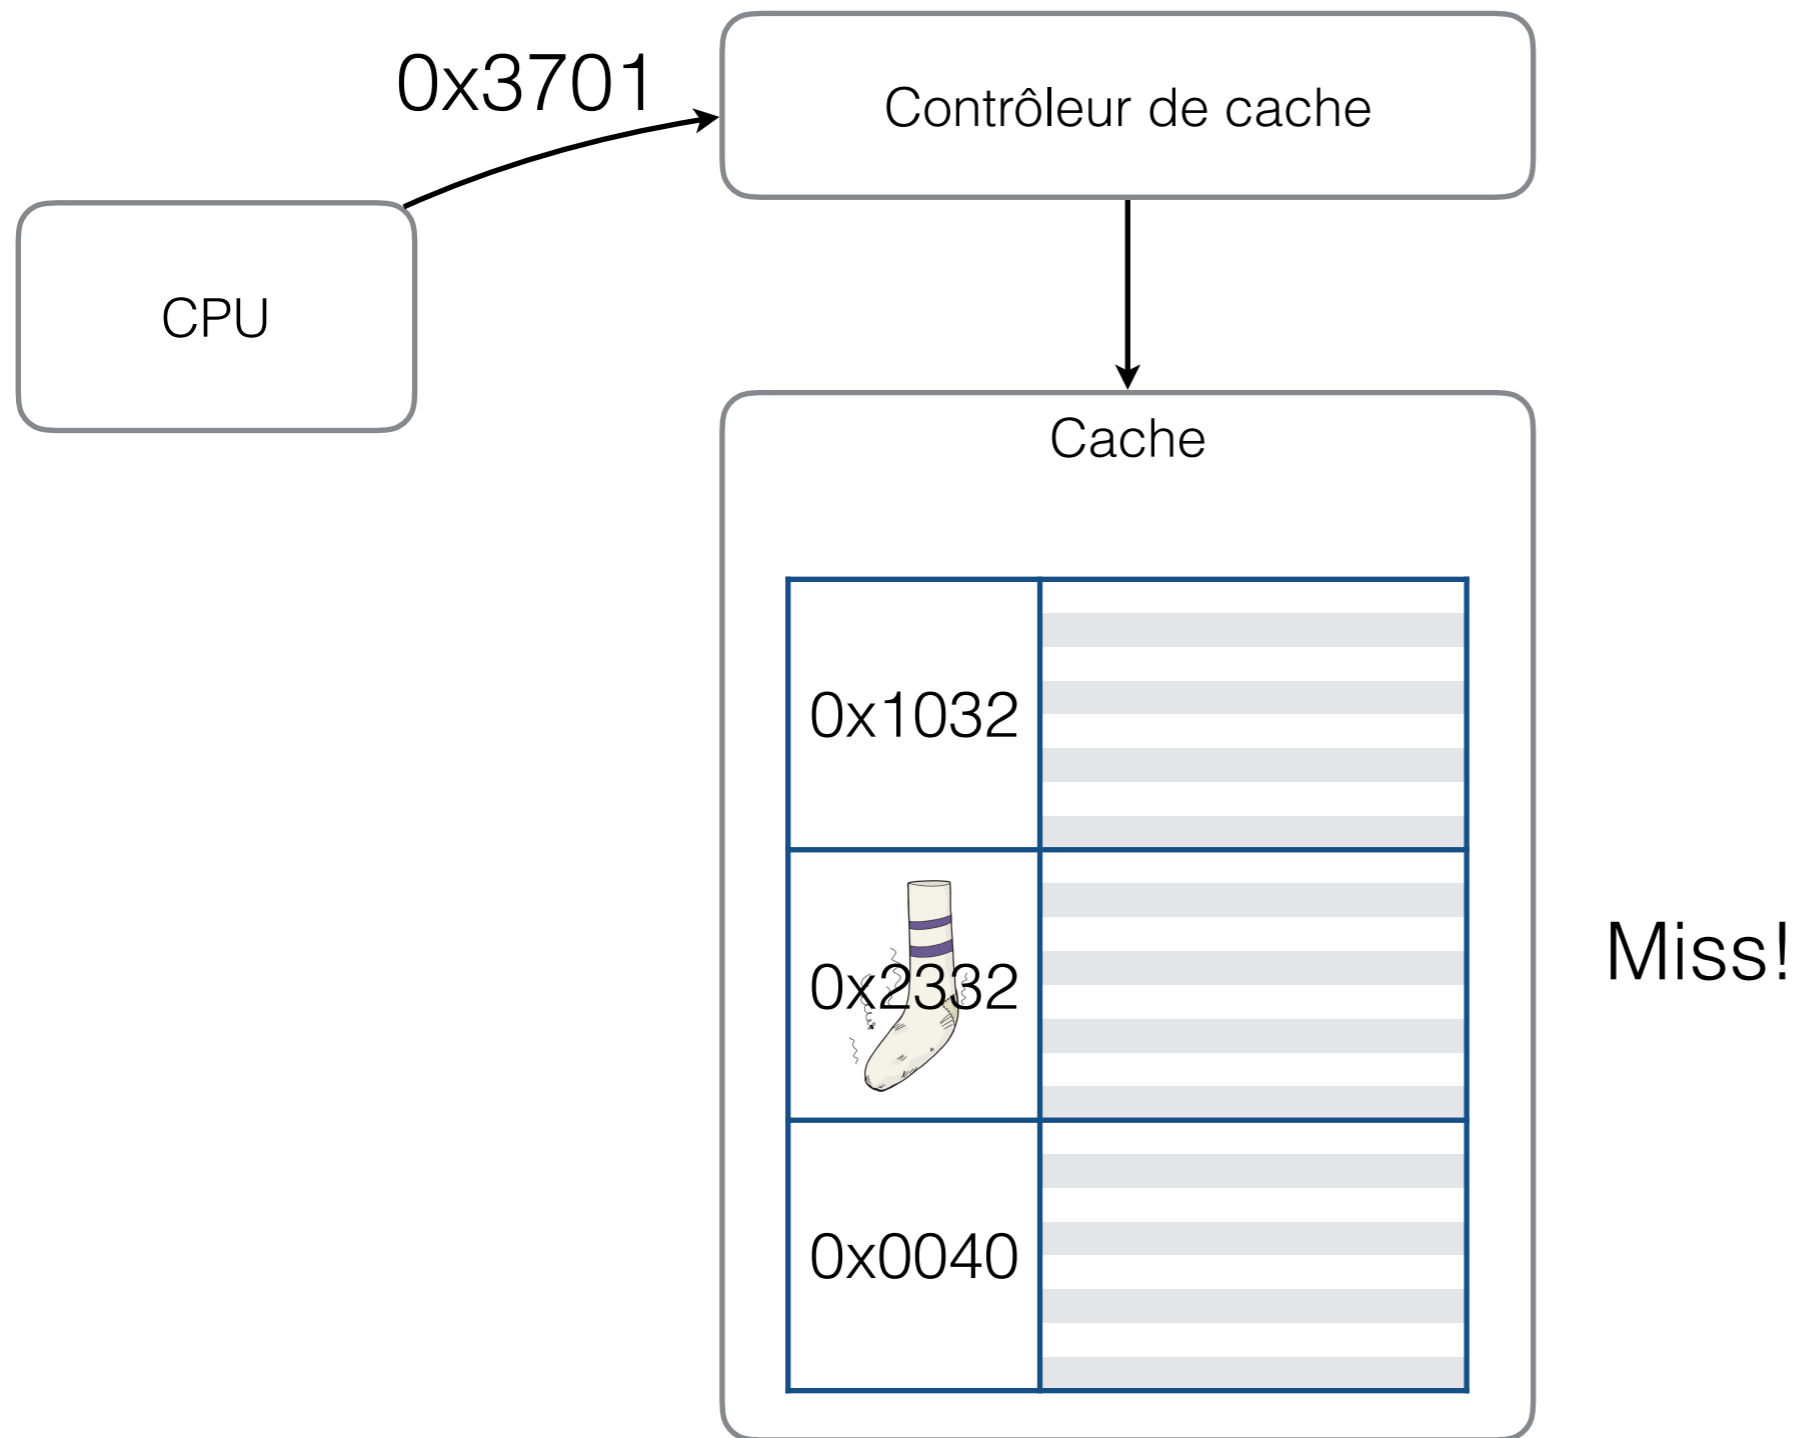 0x3701
Contrôleur de cache
CPU
Cache
0x1032
0x2332
Miss!
0x0040